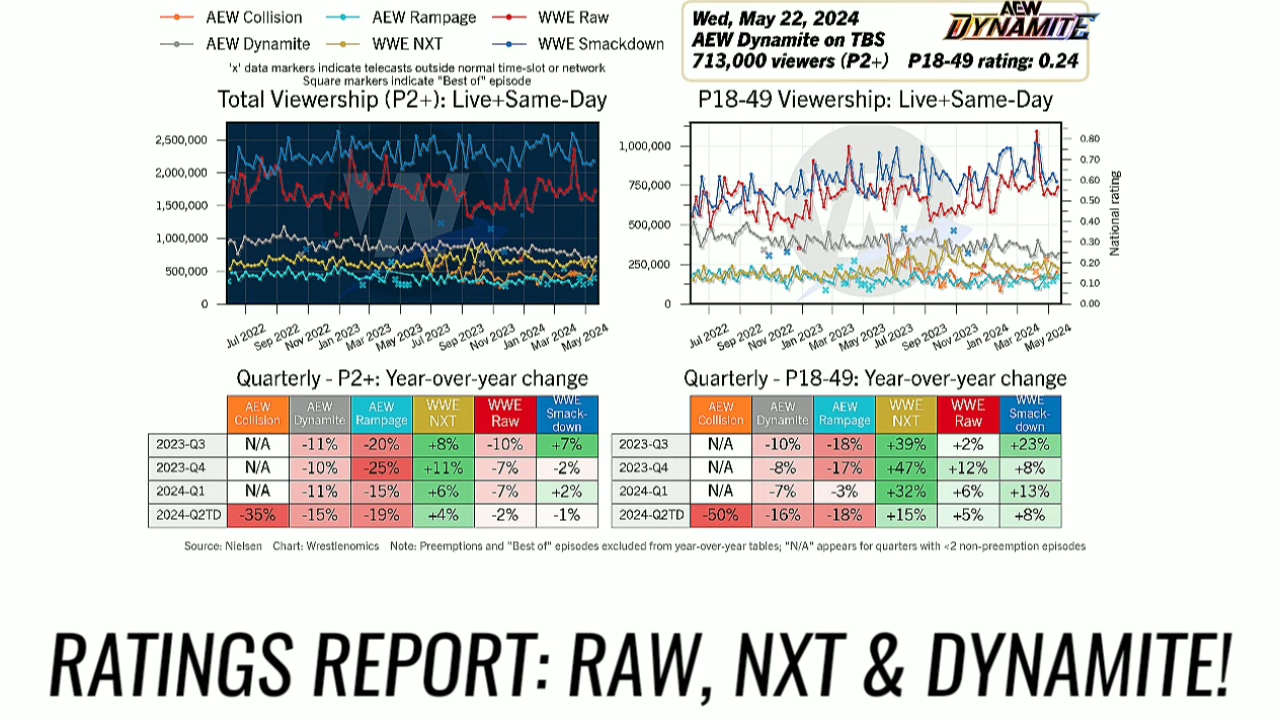 AEW Collision AEW Rampage WWE Raw
AEW Dynamite WWE NXT WWE Smackdown
'x' data markers indicate telecasts outside normal time-slot or network
Square markers indicate "Best of" episode
Wed, May 22, 2024
AEW Dynamite on TBS
713,000 viewers (P2+) P18-49 rating: 0.24
AEW
DYNAMITE
Total Viewership (P2+): Live+Same-Day
2,500,000
2,000,000
1,500,000
1,000,000
500,000
0
Jul 2022 Sep 2022 Nov 2022 Jan 2023 Mar 2023 May 2023 Jul 2023 Sep 2023 Nov 2023 Jan 2024 Mar 2024 May 2024
P18-49 Viewership: Live+Same-Day
1,000,000
750,000
500,000
250,000
0
0.80
0.70
0.60
0.50
0.40
0.30
0.20
0.10
0.00
National rating
Jul 2022 Sep 2022 Nov 2022 Jan 2023 Mar 2023 May 2023 Jul 2023 Sep 2023 Nov 2023 Jan 2024 Mar 2024 May 2024
Quarterly - P2+: Year-over-year change
AEW Collision AEW Dynamite AEW Rampage WWE NXT WWE Raw WWE Smack-down
2023-Q3 N/A -11% -20% +8% -10% +7%
2023-Q4 N/A -10% -25% +11% -7% -2%
2024-Q1 N/A -11% -15% +6% -7% +2%
2024-Q2TD -35% -15% -19% +4% -2% -1%
Quarterly - P18-49: Year-over-year change
AEW Collision AEW Dynamite AEW Rampage WWE NXT WWE Raw WWE Smack-down
2023-Q3 N/A -10% -18% +39% +2% +23%
2023-Q4 N/A -8% -17% +47% +12% +8%
2024-Q1 N/A -7% -3% +32% +6% +13%
2024-Q2TD -50% -16% -18% +15% +5% +8%
Source: Nielsen Chart: Wrestlenomics Note: Preemptions and "Best of" episodes excluded from year-over-year tables; "N/A" appears for quarters with <2 non-preemption episodes
RATINGS REPORT: RAW, NXT & DYNAMITE!